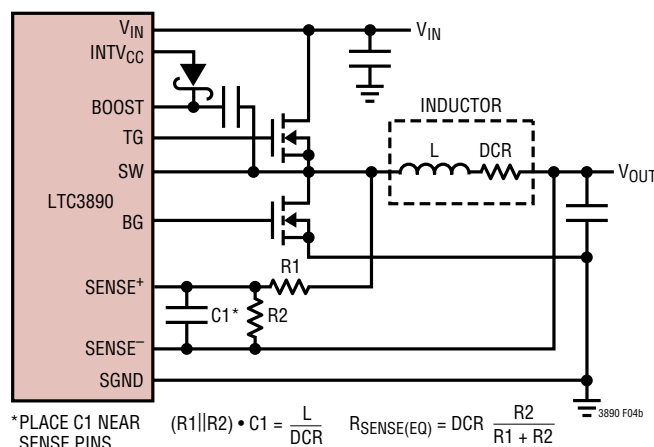 V_IN
V_IN
INTV_CC
INDUCTOR
BOOST
TG
L
DCR
SW
V_OUT
LTC3890
BG
R1
SENSE⁺
C1*
R2
SENSE⁻
SGND
3890 F04b
*PLACE C1 NEAR
SENSE PINS
(R1||R2) • C1 = L/DCR
R_SENSE(EQ) = DCR R2/(R1 + R2)